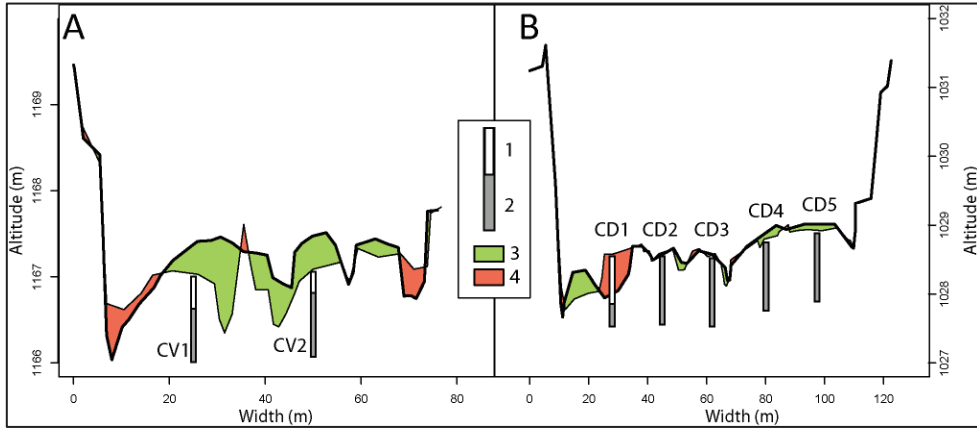 A
B
1169
1168
1167
1166
Altitude (m)
0
20
40
60
80
Width (m)
CV1
CV2
1
2
3
4
CD1
CD2
CD3
CD4
CD5
0
20
40
60
80
100
120
Width (m)
1032
1031
1030
1029
1028
1027
Altitude (m)